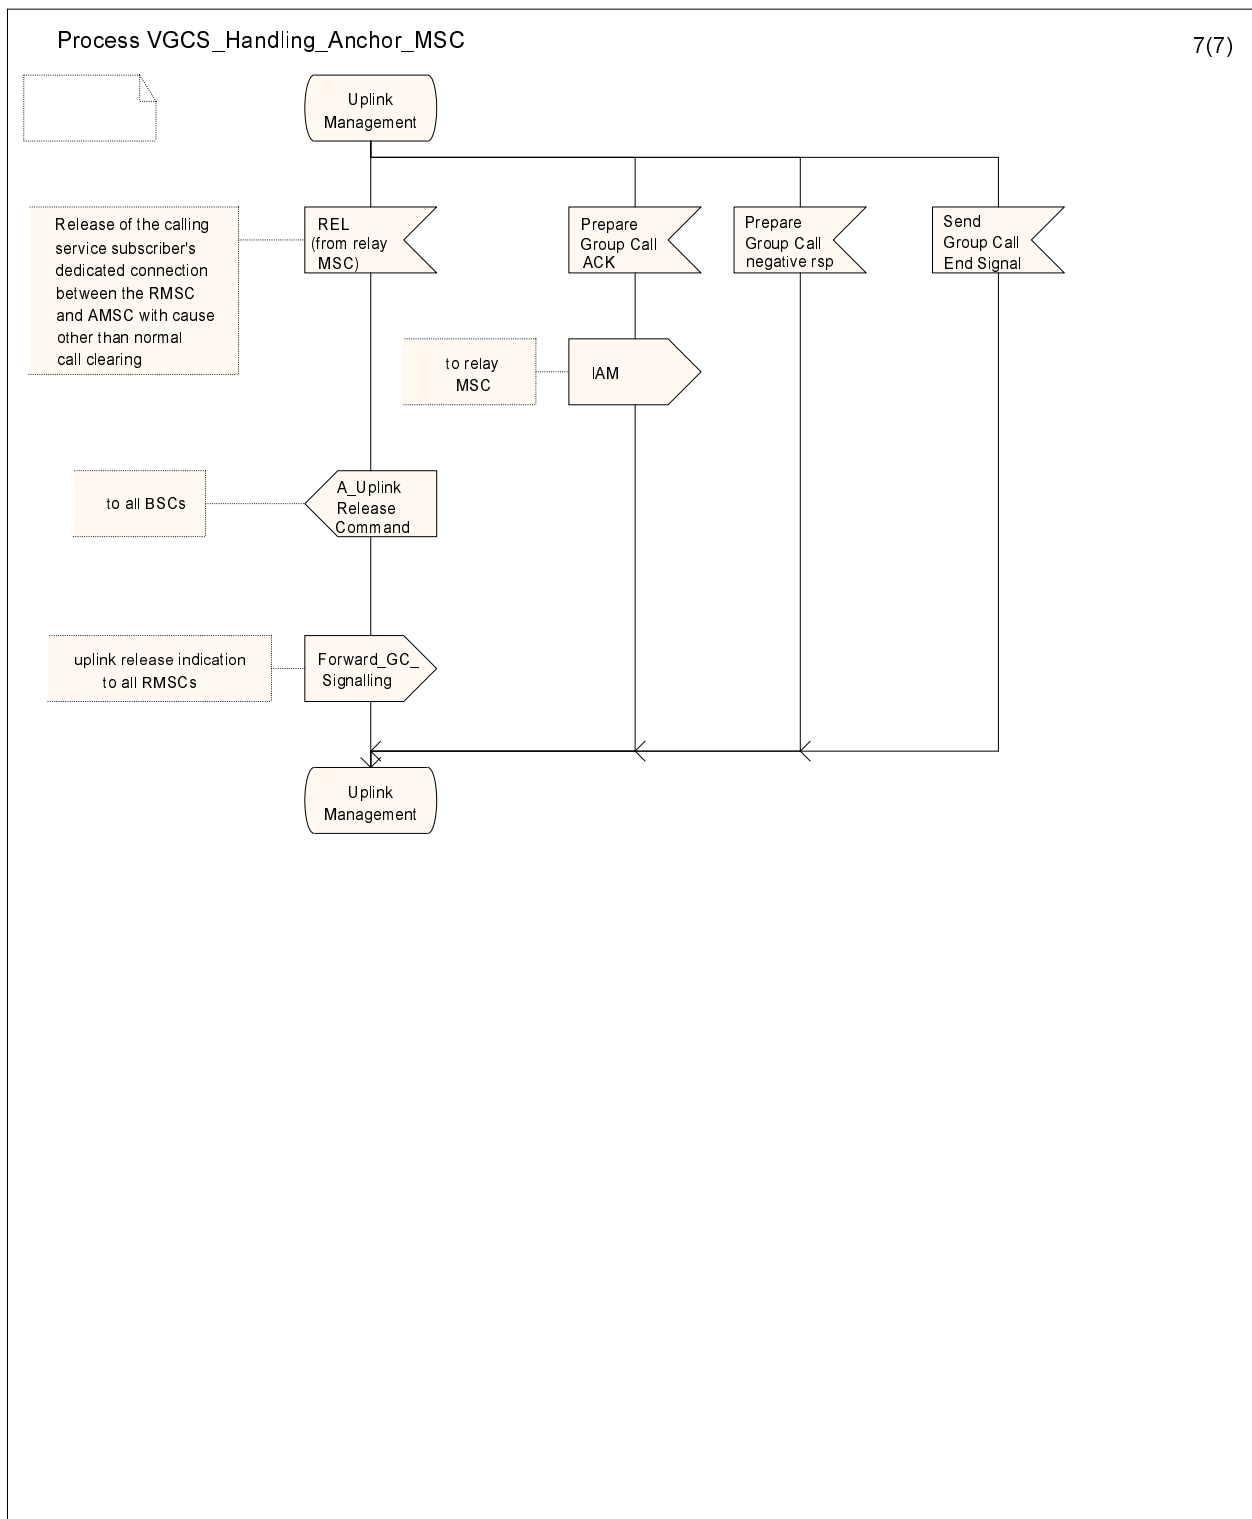 Process VGCS_Handling_Anchor_MSC
7(7)
Uplink
Management
Release of the calling
service subscriber's
dedicated connection
between the RMSC
and AMSC with cause
other than normal
call clearing
REL
(from relay
MSC)
Prepare
Group Call
ACK
Prepare
Group Call
negative rsp
Send
Group Call
End Signal
to relay
MSC
IAM
to all BSCs
A_Uplink
Release
Command
uplink release indication
to all RMSCs
Forward_GC_
Signalling
Uplink
Management